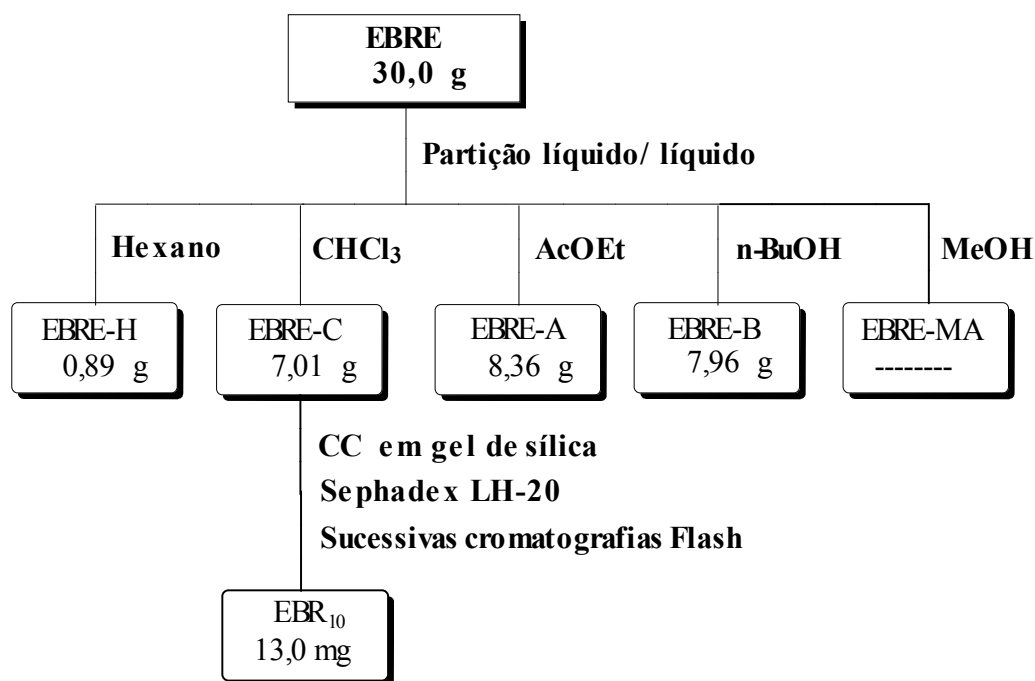 EBRE
30,0 g
Partição líquido/ líquido
Hexano CHCl3 AcOEt n-BuOH MeOH
EBRE-H EBRE-C EBRE-A EBRE-B EBRE-MA
0,89 g 7,01 g 8,36 g 7,96 g --------
CC em gel de sílica
Sephadex LH-20
Sucessivas cromatografias Flash
EBR10
13,0 mg